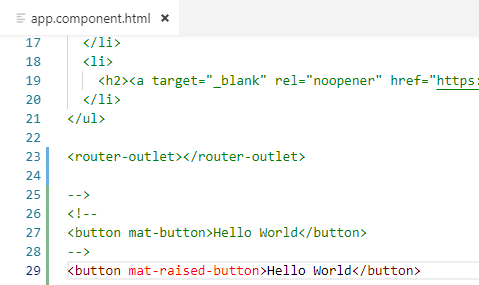 app.component.html ×
17 </li>
18 <li>
19 <h2><a target="_blank" rel="noopener" href="https:
20 </li>
21 </ul>
22
23 <router-outlet></router-outlet>
24
25 -->
26 <!--
27 <button mat-button>Hello World</button>
28 -->
29 <button mat-raised-button>Hello World</button>